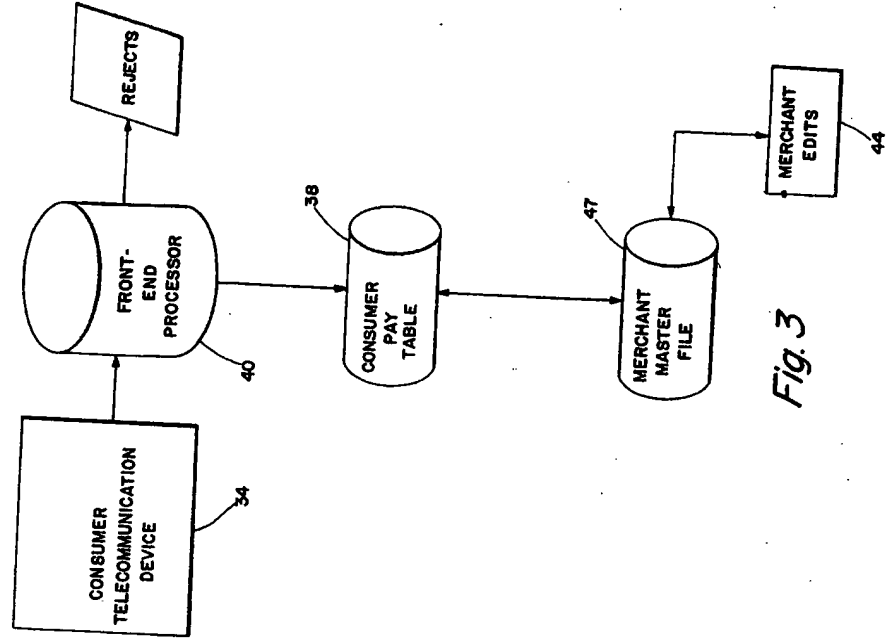 CONSUMER
TELECOMMUNICATION
DEVICE
34
FRONT-
END
PROCESSOR
40
REJECTS
CONSUMER
PAY
TABLE
38
MERCHANT
MASTER
FILE
47
MERCHANT
EDITS
44
Fig. 3